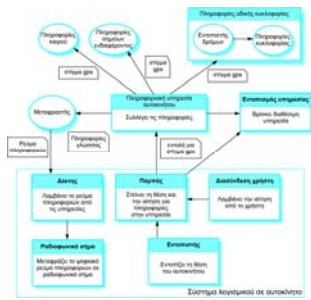 Πληροφορίες οδικής κυκλοφορίας
Πληροφορίες
καιρού
Πληροφορίες
σημείων
ενδιαφέροντος
Εντοπιστής
δρόμων
Πληροφορίες
κυκλοφορίας
στίγμα gps
στίγμα
gps
στίγμα gps
Πληροφοριακή υπηρεσία
αυτοκινήτου
Συλλέγει τις πληροφορίες
Εντοπισμός υπηρεσίας
Βρίσκει διαθέσιμη
υπηρεσία
Μεταφραστής
Ρεύμα
πληροφοριών
Πληροφορίες
γλώσσας
εντολή για
στίγμα gps
Δέκτης
Λαμβάνει το ρεύμα
πληροφοριών από
τις υπηρεσίες
Πομπός
Στέλνει τη θέση και
την αίτηση για
πληροφορίες
στην υπηρεσία
Διασύνδεση χρήστη
Λαμβάνει την αίτηση
από το χρήστη
Ραδιοφωνικό σήμα
Μεταφράζει το ψηφιακό
ρεύμα πληροφοριών σε
ραδιοφωνικό σήμα
Εντοπιστής
Εντοπίζει τη θέση
του αυτοκινήτου
Σύστημα λογισμικού σε αυτοκίνητο